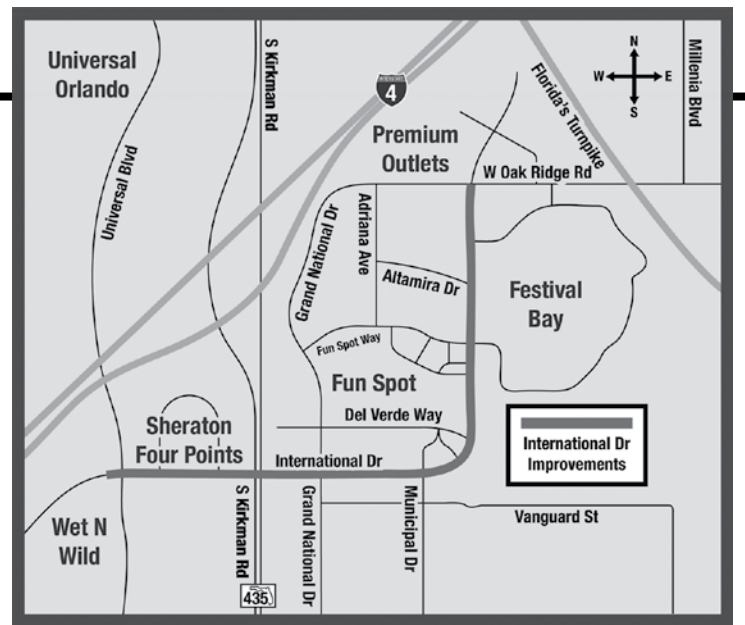 Universal
Orlando
S Kirkman Rd
INTERSTATE
4
N
W
E
S
Millenia Blvd
Florida's Turnpike
Premium
Outlets
W Oak Ridge Rd
Universal Blvd
Grand National Dr
Adriana Ave
Altamira Dr
Festival
Bay
Fun Spot Way
Fun Spot
Del Verde Way
Sheraton
Four Points
International Dr
International Dr
Improvements
Wet N
Wild
S Kirkman Rd
Grand National Dr
Municipal Dr
Vanguard St
435